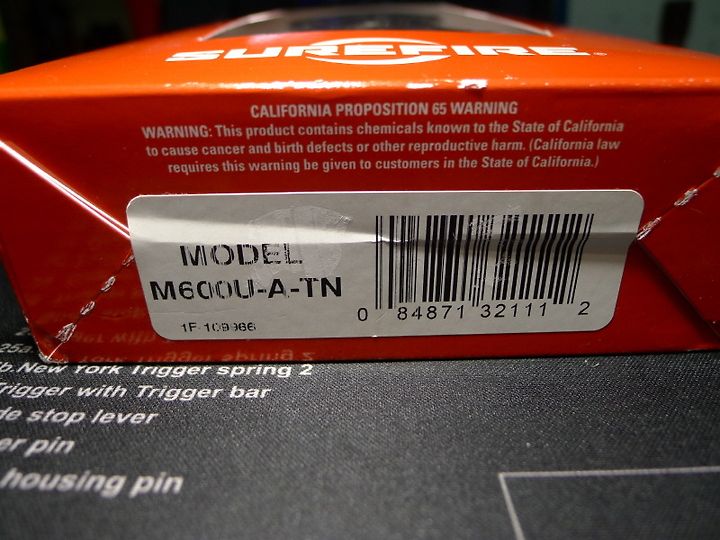 SUREFIRE®
CALIFORNIA PROPOSITION 65 WARNING
WARNING: This product contains chemicals known to the State of California
to cause cancer and birth defects or other reproductive harm. (California law
requires this warning be given to customers in the State of California.)
MODEL
M600U-A-TN
1F-109966
0 84871 32111 2
25a
b.New York Trigger spring 2
Trigger with Trigger bar
de stop lever
er pin
housing pin